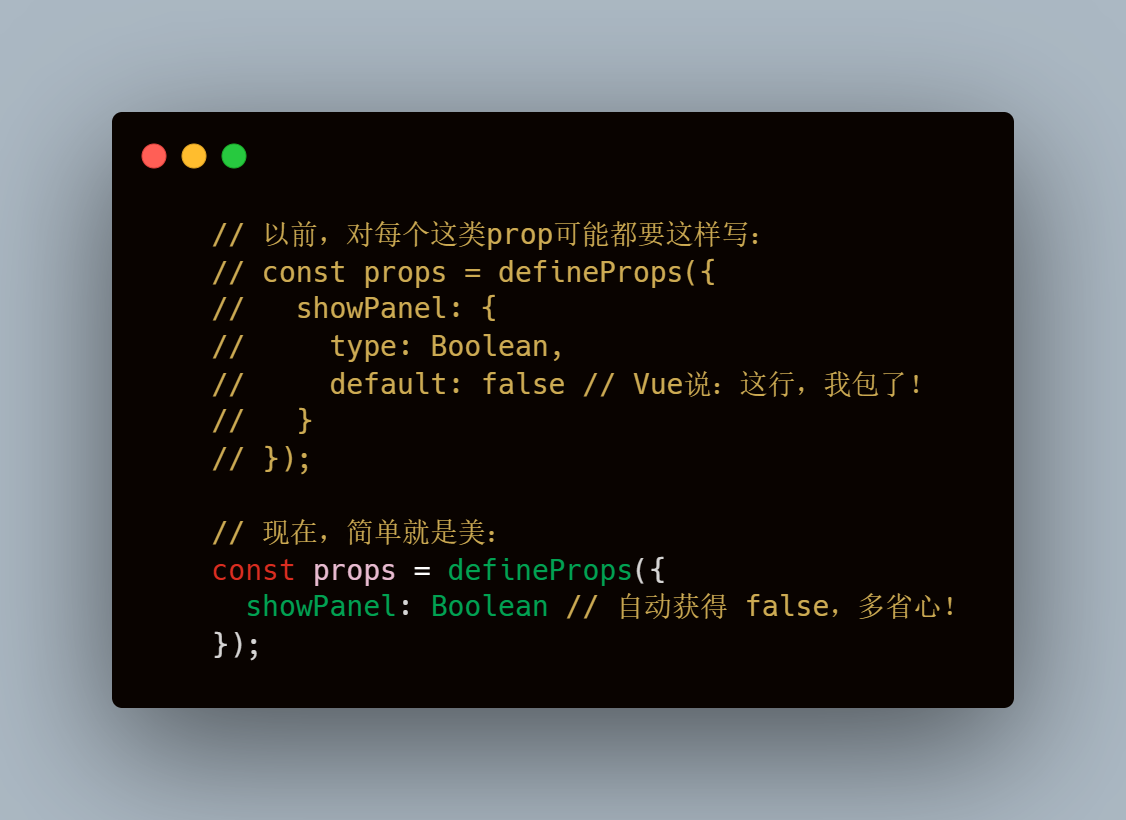 // 以前，对每个这类prop可能都要这样写：
// const props = defineProps({
//   showPanel: {
//     type: Boolean,
//     default: false // Vue说：这行，我包了！
//   }
// });

// 现在，简单就是美：
const props = defineProps({
  showPanel: Boolean // 自动获得 false，多省心！
});